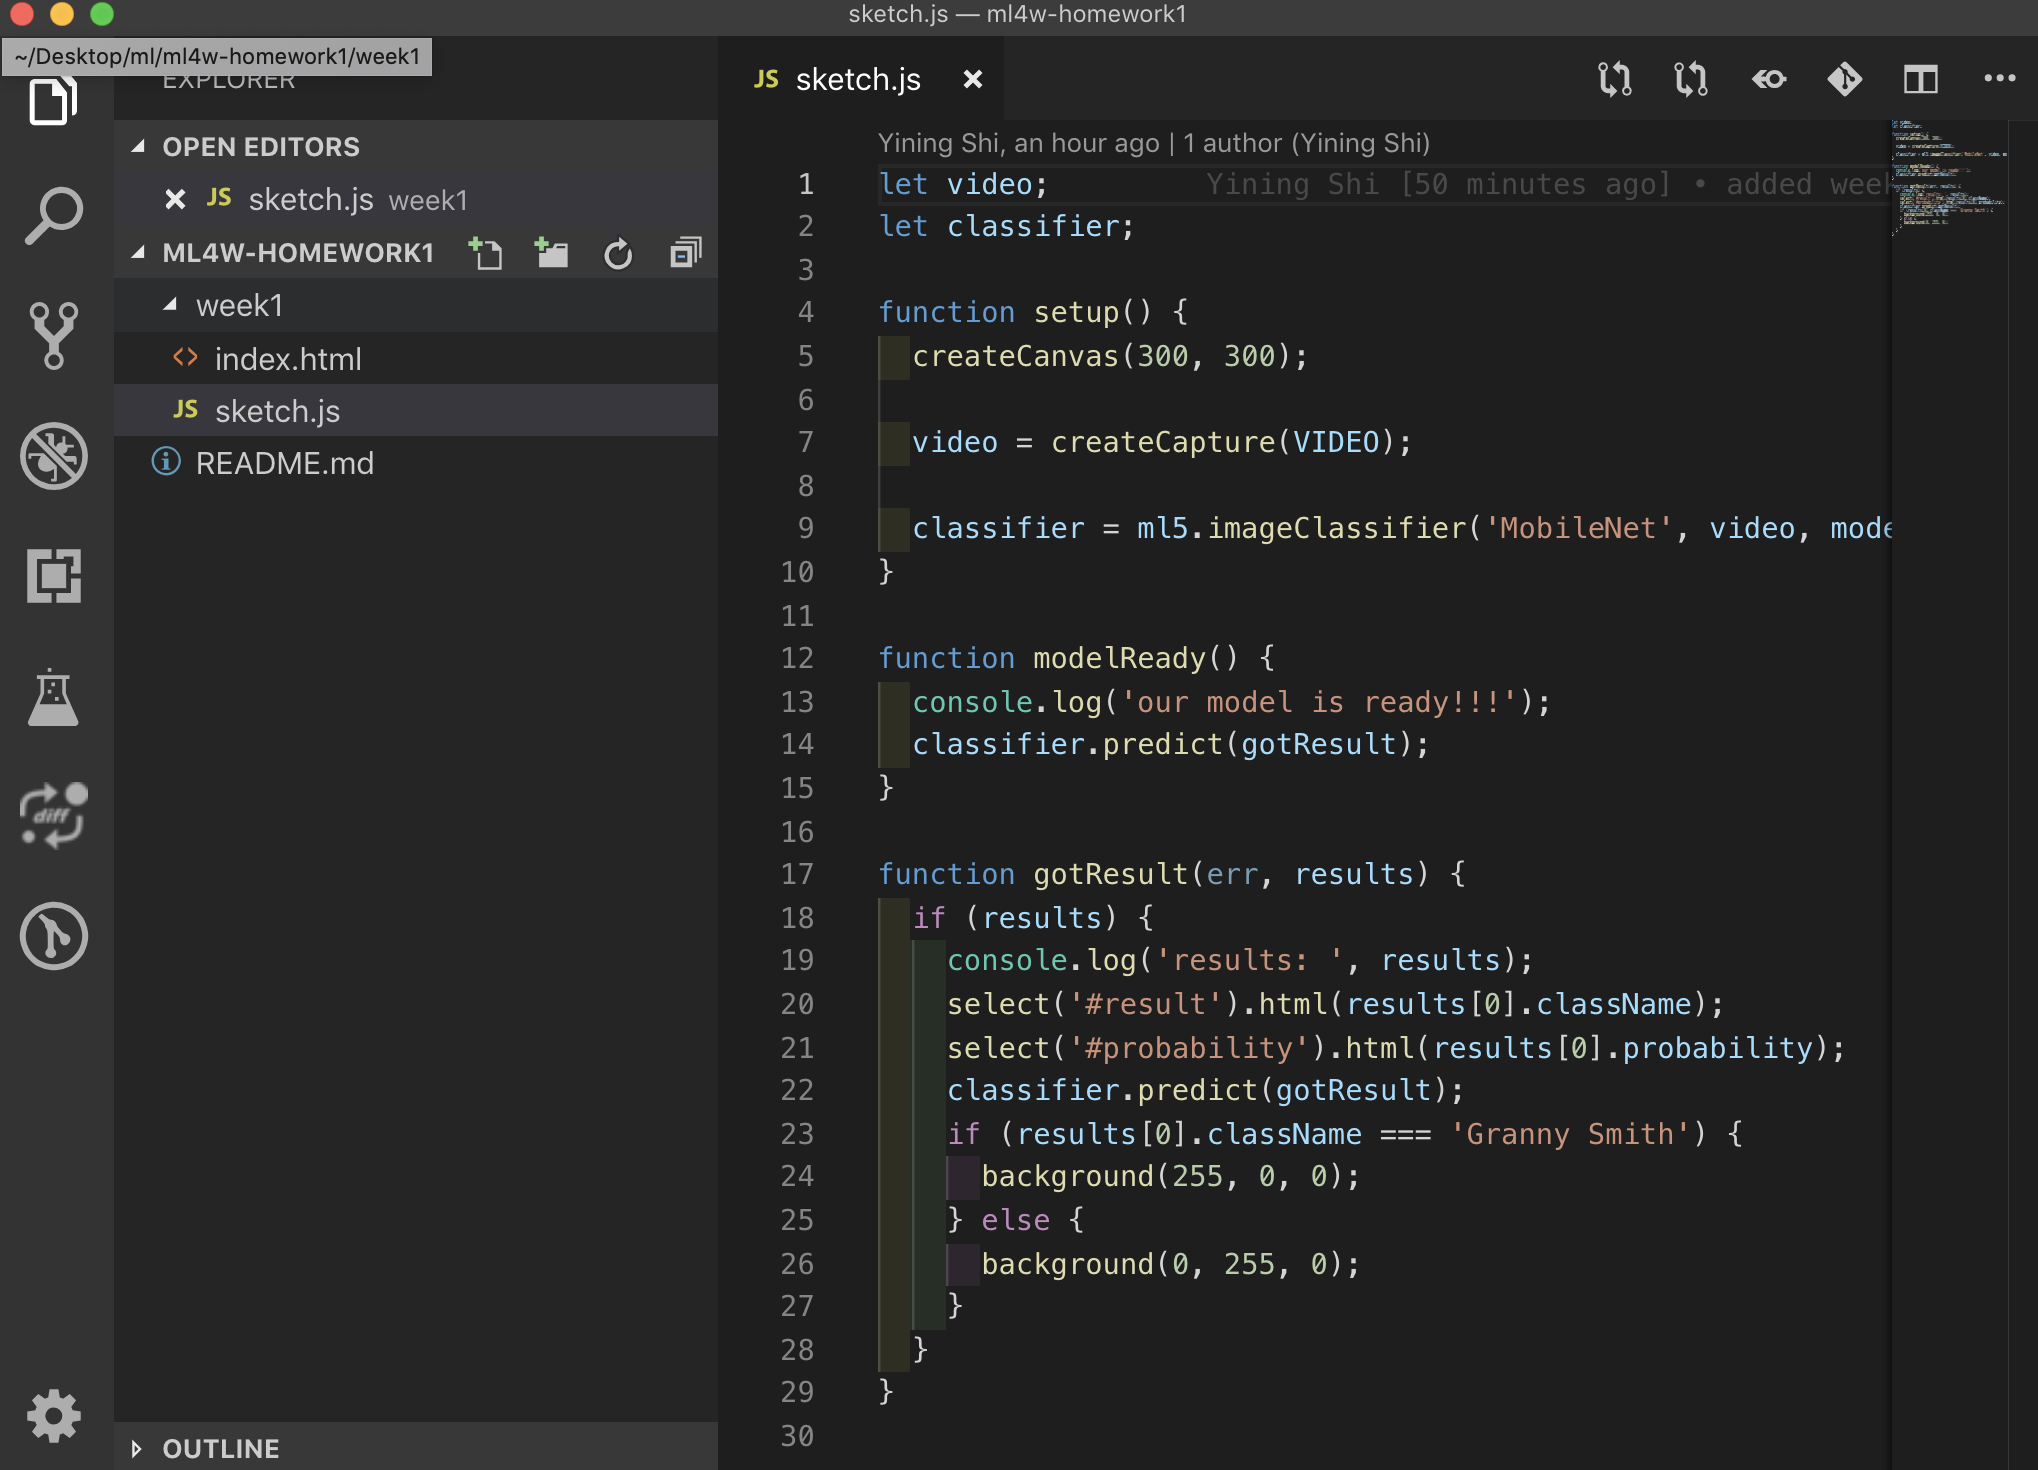 sketch.js — ml4w-homework1
~/Desktop/ml/ml4w-homework1/week1
EXPLORER
OPEN EDITORS
JS sketch.js week1
ML4W-HOMEWORK1
week1
<> index.html
JS sketch.js
README.md
OUTLINE
JS sketch.js
Yining Shi, an hour ago | 1 author (Yining Shi)
1 let video; Yining Shi [50 minutes ago] • added week
2 let classifier;
3
4 function setup() {
5 createCanvas(300, 300);
6
7 video = createCapture(VIDEO);
8
9 classifier = ml5.imageClassifier('MobileNet', video, mode
10 }
11
12 function modelReady() {
13 console.log('our model is ready!!!');
14 classifier.predict(gotResult);
15 }
16
17 function gotResult(err, results) {
18 if (results) {
19 console.log('results: ', results);
20 select('#result').html(results[0].className);
21 select('#probability').html(results[0].probability);
22 classifier.predict(gotResult);
23 if (results[0].className === 'Granny Smith') {
24 background(255, 0, 0);
25 } else {
26 background(0, 255, 0);
27 }
28 }
29 }
30
diff